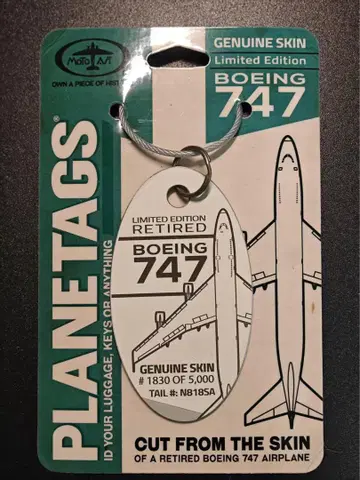 MOTOART
OWN A PIECE OF HIST
GENUINE SKIN
Limited Edition
BOEING
747
PLANETAGS®
ID YOUR LUGGAGE, KEYS OR ANYTHING
LIMITED EDITION
RETIRED
BOEING
747
GENUINE SKIN
# 1830 OF 5,000
TAIL #: N818SA
CUT FROM THE SKIN
OF A RETIRED BOEING 747 AIRPLANE